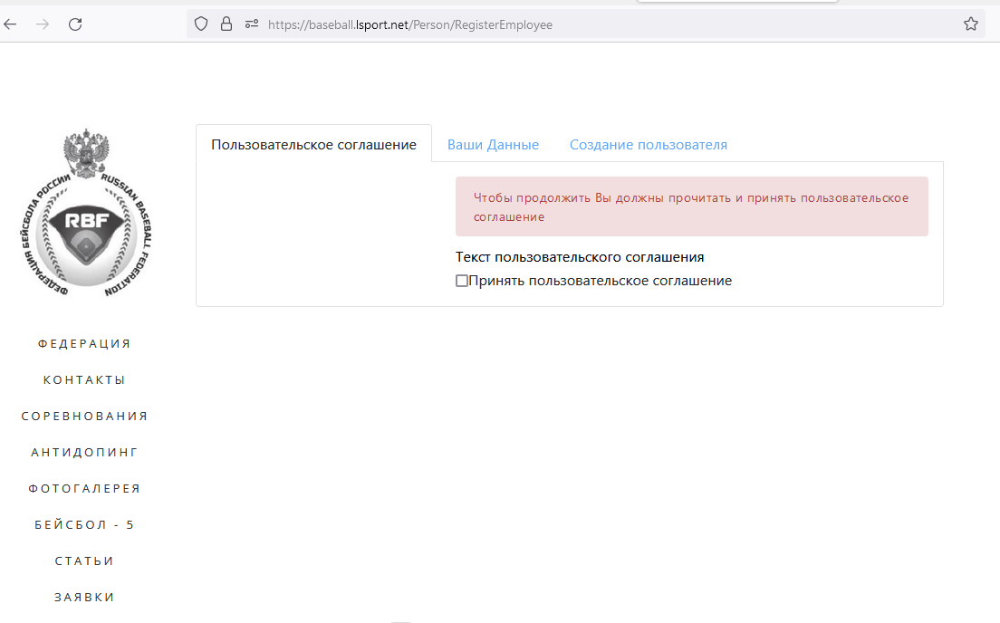 https://baseball.lsport.net/Person/RegisterEmployee
ФЕДЕРАЦИЯ БЕЙСБОЛА РОССИИ
RUSSIAN BASEBALL FEDERATION
RBF
ФЕДЕРАЦИЯ
КОНТАКТЫ
СОРЕВНОВАНИЯ
АНТИДОПИНГ
ФОТОГАЛЕРЕЯ
БЕЙСБОЛ - 5
СТАТЬИ
ЗАЯВКИ
Пользовательское соглашение
Ваши Данные
Создание пользователя
Чтобы продолжить Вы должны прочитать и принять пользовательское
соглашение
Текст пользовательского соглашения
Принять пользовательское соглашение